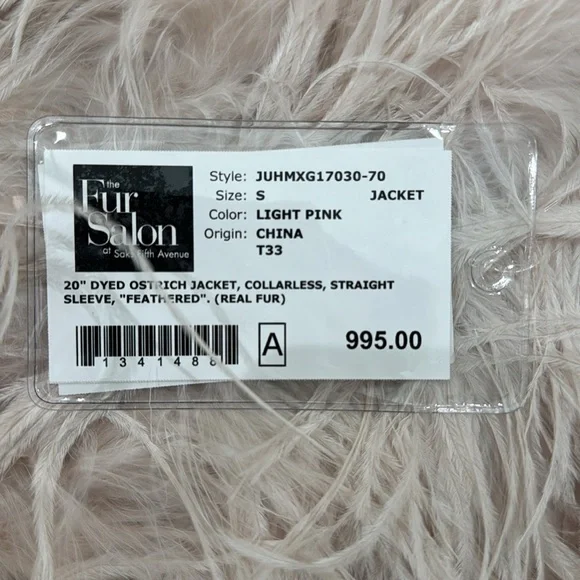 the
Fur
Salon
at Saks Fifth Avenue
Style: JUHMXG17030-70
Size: S JACKET
Color: LIGHT PINK
Origin: CHINA
T33
20" DYED OSTRICH JACKET, COLLARLESS, STRAIGHT
SLEEVE, "FEATHERED". (REAL FUR)
1341488
A
995.00